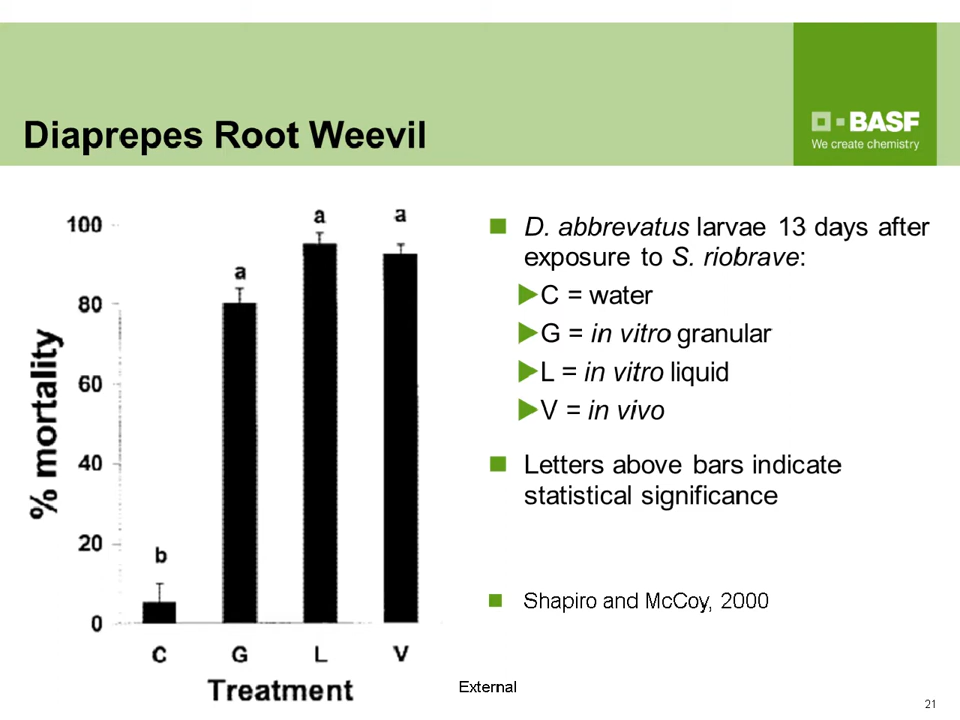 Diaprepes Root Weevil
BASF
We create chemistry
% mortality
100
80
60
40
20
0
b
a
a
a
C G L V
Treatment
D. abbrevatus larvae 13 days after
exposure to S. riobrave:
C = water
G = in vitro granular
L = in vitro liquid
V = in vivo
Letters above bars indicate
statistical significance
Shapiro and McCoy, 2000
External
21